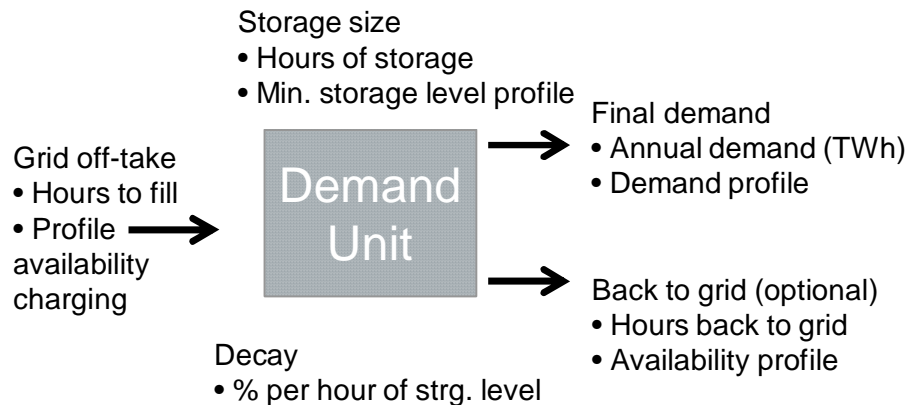 Storage size
• Hours of storage
• Min. storage level profile
Grid off-take
• Hours to fill
• Profile
availability
charging
Demand
Unit
Final demand
• Annual demand (TWh)
• Demand profile
Back to grid (optional)
• Hours back to grid
• Availability profile
Decay
• % per hour of strg. level